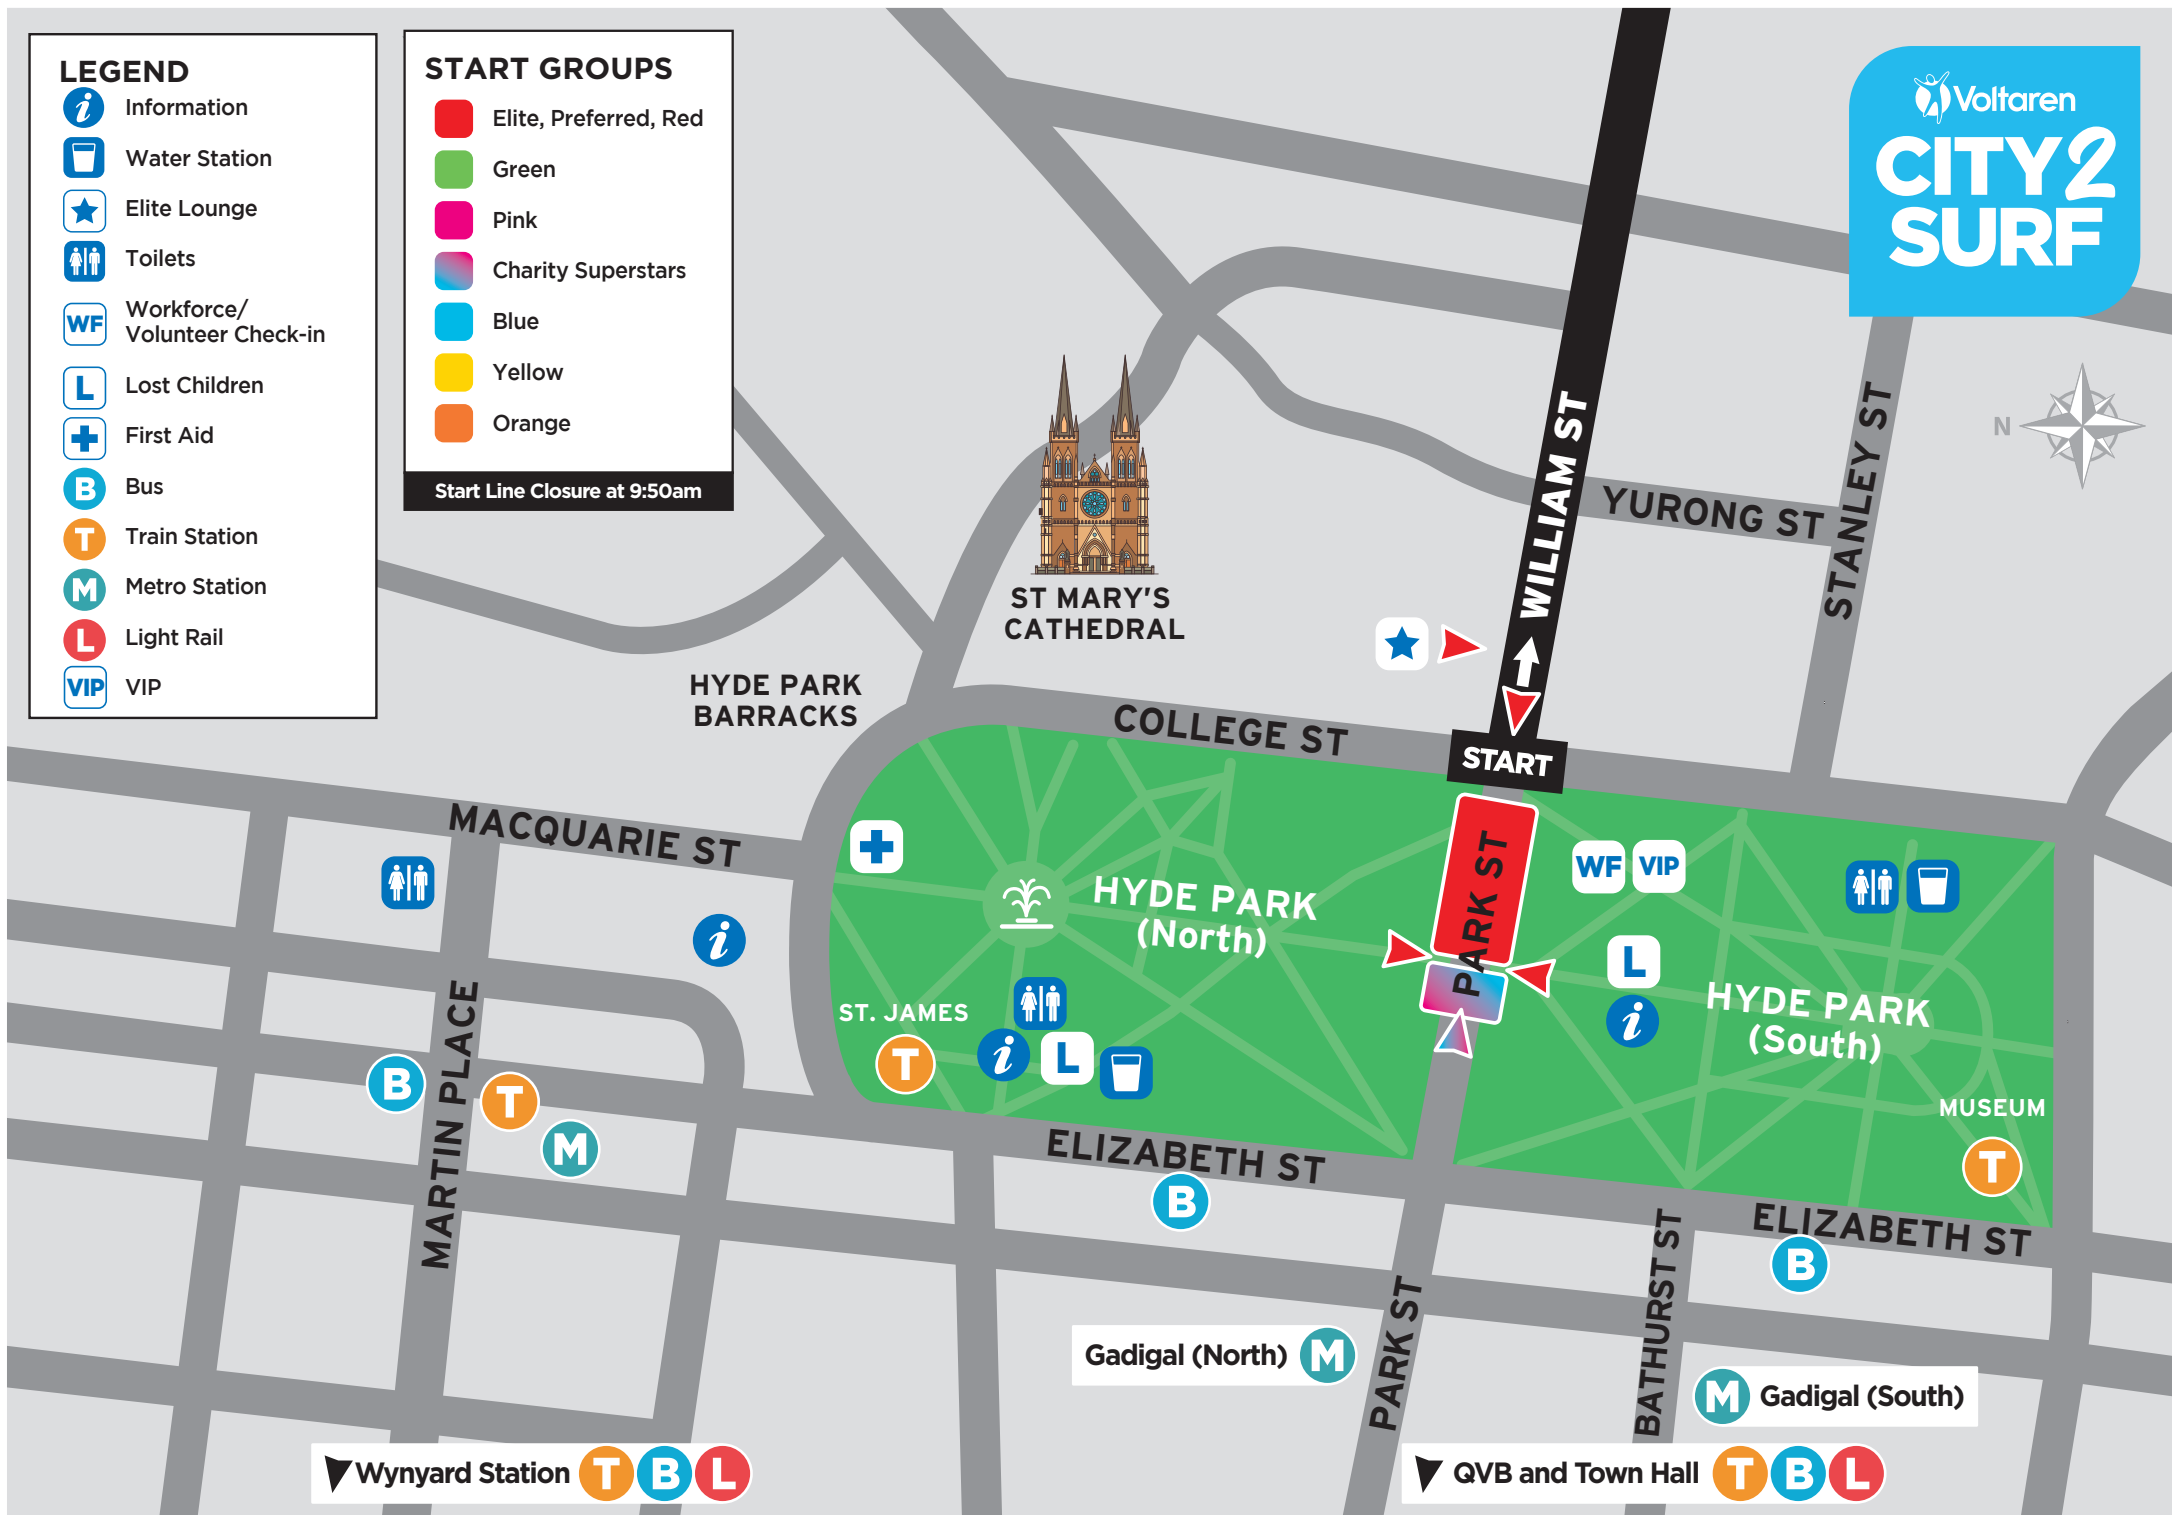 LEGEND
Information
Water Station
Elite Lounge
Toilets
WF
Workforce/
Volunteer Check-in
L
Lost Children
First Aid
B
Bus
T
Train Station
M
Metro Station
L
Light Rail
VIP
VIP
START GROUPS
Elite, Preferred, Red
Green
Pink
Charity Superstars
Blue
Yellow
Orange
Start Line Closure at 9:50am
Voltaren
CITY2
SURF
N
WILLIAM ST
YURONG ST
STANLEY ST
ST MARY'S
CATHEDRAL
HYDE PARK
BARRACKS
COLLEGE ST
START
MACQUARIE ST
PARK ST
WF
VIP
HYDE PARK
(North)
L
HYDE PARK
(South)
ST. JAMES
T
L
MUSEUM
T
MARTIN PLACE
B
T
M
ELIZABETH ST
B
ELIZABETH ST
B
BATHURST ST
PARK ST
Gadigal (North) M
M Gadigal (South)
Wynyard Station T B L
QVB and Town Hall T B L